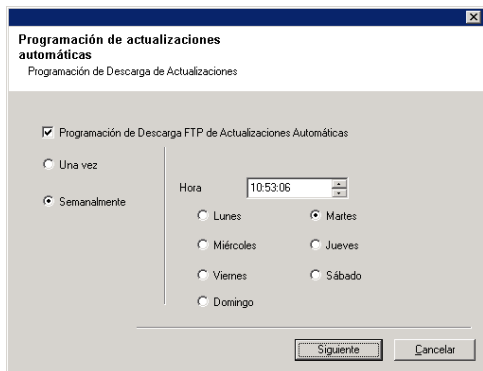 Programación de actualizaciones
automáticas
Programación de Descarga de Actualizaciones
Programación de Descarga FTP de Actualizaciones Automáticas
Una vez
Semanalmente
Hora 10:53:06
Lunes Martes
Miércoles Jueves
Viernes Sábado
Domingo
Siguiente Cancelar